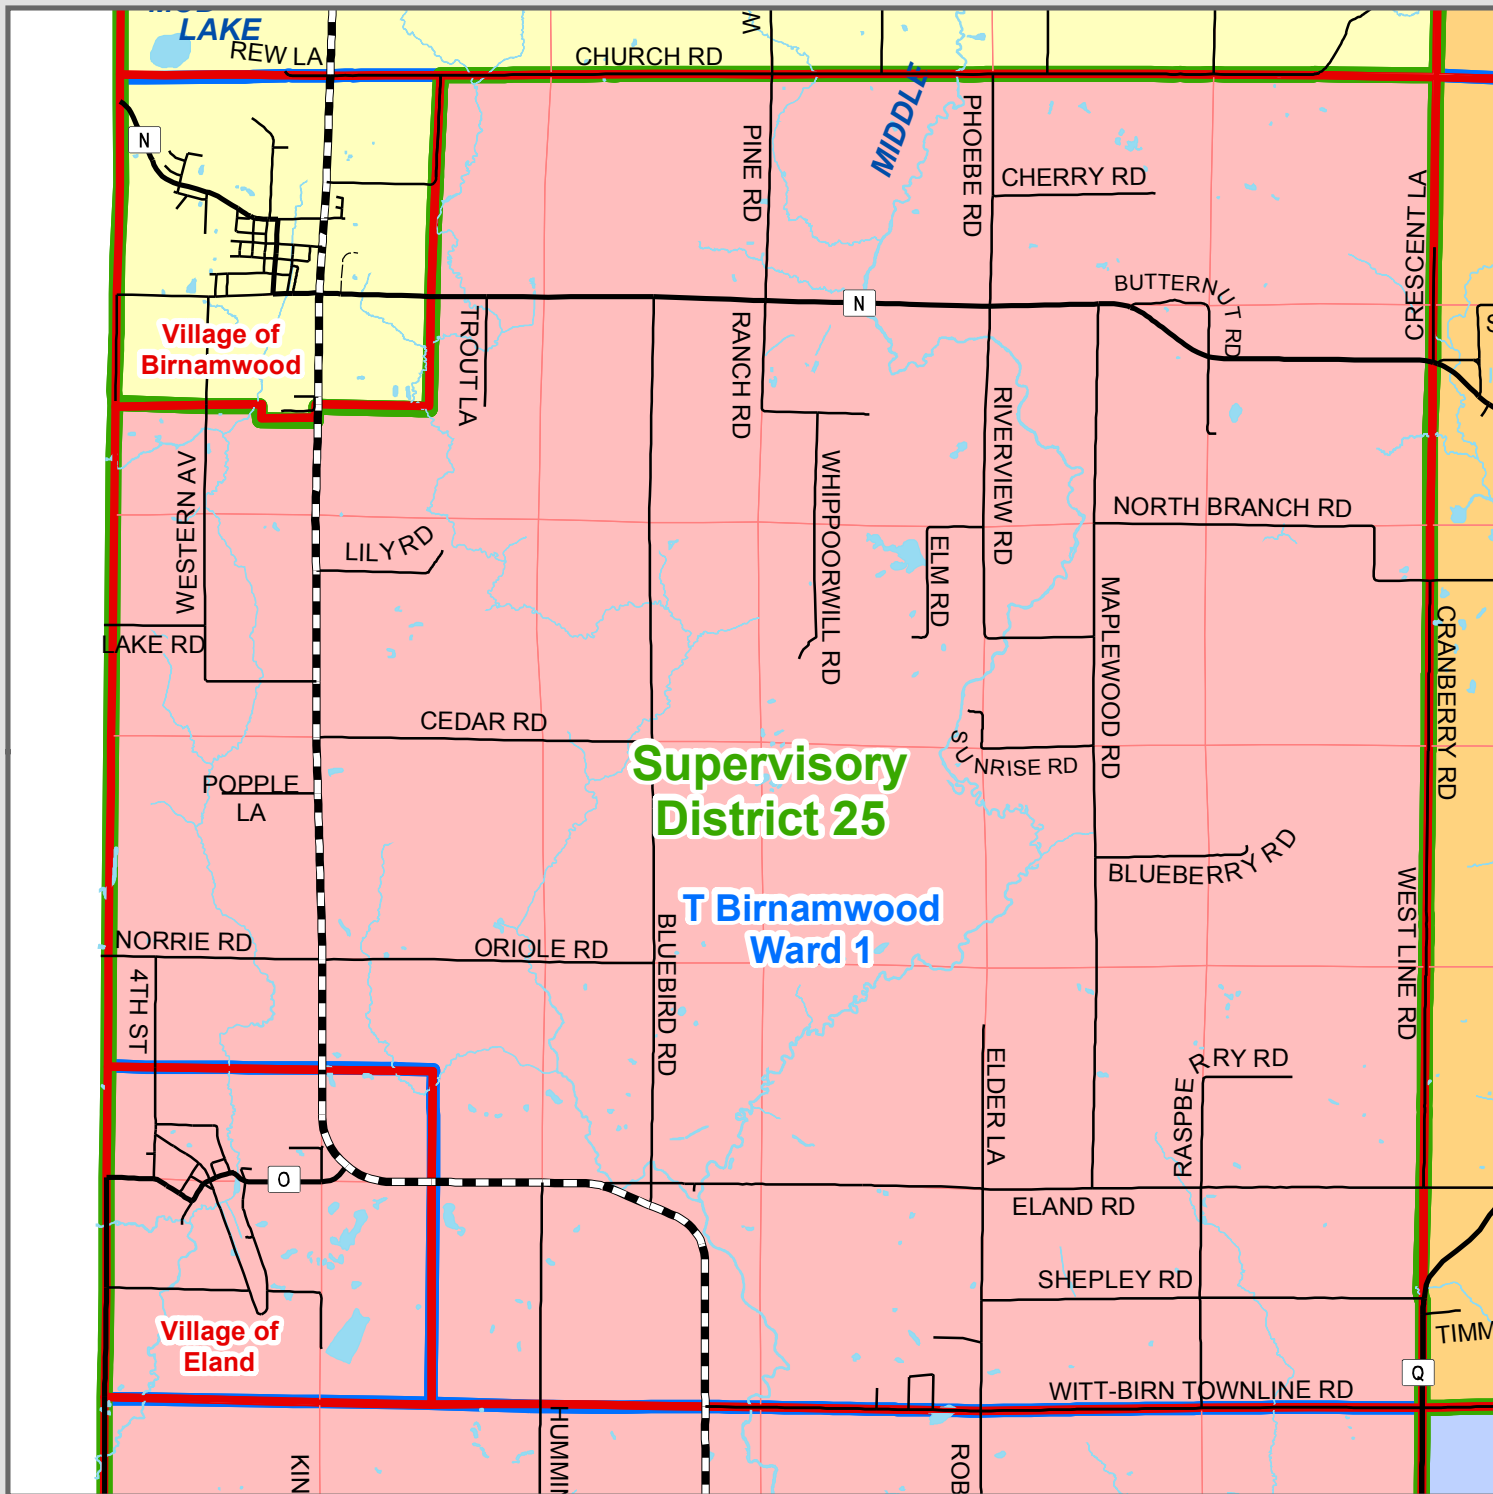 LAKE
REW LA
CHURCH RD
W
MIDDLE
N
PINE RD
PHOEBE RD
CHERRY RD
CRESCENT LA
BUTTERNUT RD
N
Village of
Birnamwood
TROUT LA
RANCH RD
RIVERVIEW RD
WESTERN AV
WHIPPOORWILL RD
NORTH BRANCH RD
LILY RD
ELM RD
MAPLEWOOD RD
CRANBERRY RD
LAKE RD
CEDAR RD
SUNRISE RD
POPPLE
LA
Supervisory
District 25
BLUEBERRY RD
T Birnamwood
Ward 1
WEST LINE RD
NORRIE RD
ORIOLE RD
BLUEBIRD RD
4TH ST
ELDER LA
RASPBERRY RD
O
ELAND RD
SHEPLEY RD
Village of
Eland
TIMM
Q
WITT-BIRN TOWNLINE RD
KIN
HUMMIN
ROB